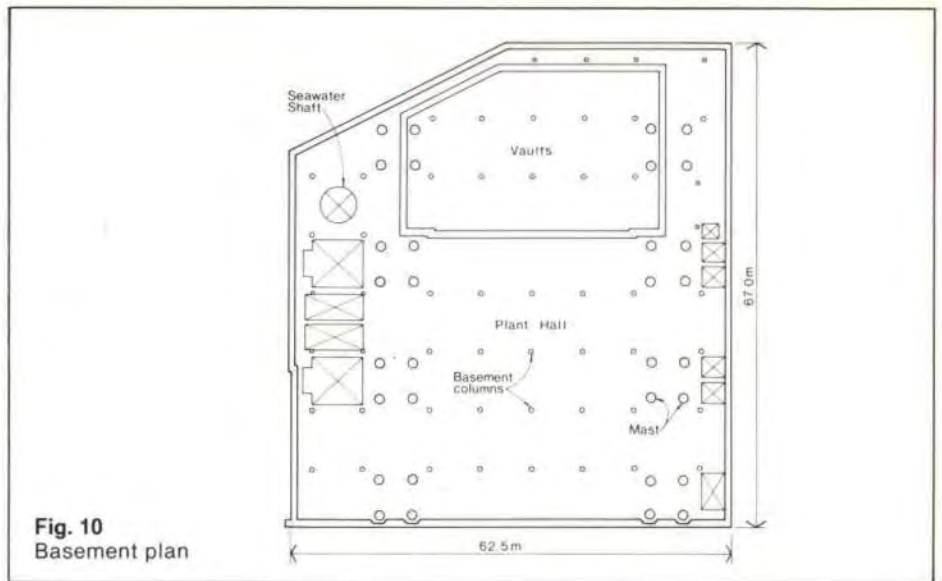 Seawater
Shaft
Vaults
67.0m
Plant Hall
Basement
columns
Mast
62.5m
Fig. 10
Basement plan